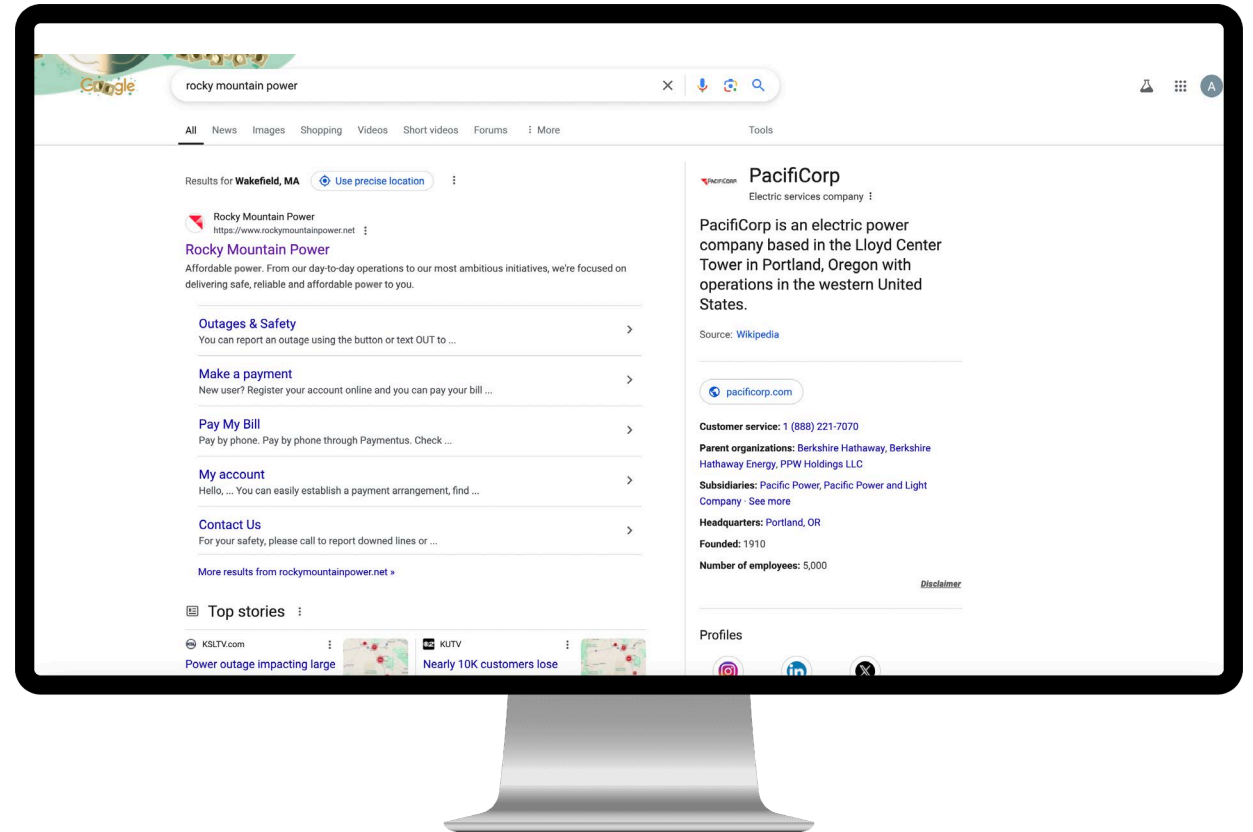 Google
rocky mountain power
A
All News Images Shopping Videos Short videos Forums More Tools
Results for Wakefield, MA Use precise location
Rocky Mountain Power
https://www.rockymountainpower.net
Rocky Mountain Power
Affordable power. From our day-to-day operations to our most ambitious initiatives, we're focused on
delivering safe, reliable and affordable power to you.
Outages & Safety
You can report an outage using the button or text OUT to ...
Make a payment
New user? Register your account online and you can pay your bill ...
Pay My Bill
Pay by phone. Pay by phone through Paymentus. Check ...
My account
Hello, ... You can easily establish a payment arrangement, find ...
Contact Us
For your safety, please call to report downed lines or ...
More results from rockymountainpower.net »
Top stories
KSLTV.com
Power outage impacting large
KUTV
Nearly 10K customers lose
PACIFICORP
PacifiCorp
Electric services company
PacifiCorp is an electric power
company based in the Lloyd Center
Tower in Portland, Oregon with
operations in the western United
States.
Source: Wikipedia
pacificorp.com
Customer service: 1 (888) 221-7070
Parent organizations: Berkshire Hathaway, Berkshire
Hathaway Energy, PPW Holdings LLC
Subsidiaries: Pacific Power, Pacific Power and Light
Company · See more
Headquarters: Portland, OR
Founded: 1910
Number of employees: 5,000
Disclaimer
Profiles